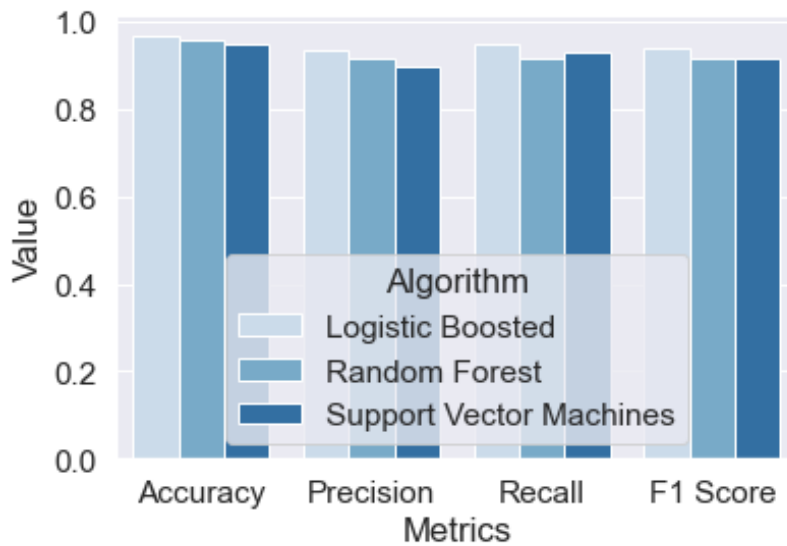 1.0
0.8
0.6
0.4
0.2
0.0
Value
Algorithm
Logistic Boosted
Random Forest
Support Vector Machines
Accuracy Precision Recall F1 Score
Metrics